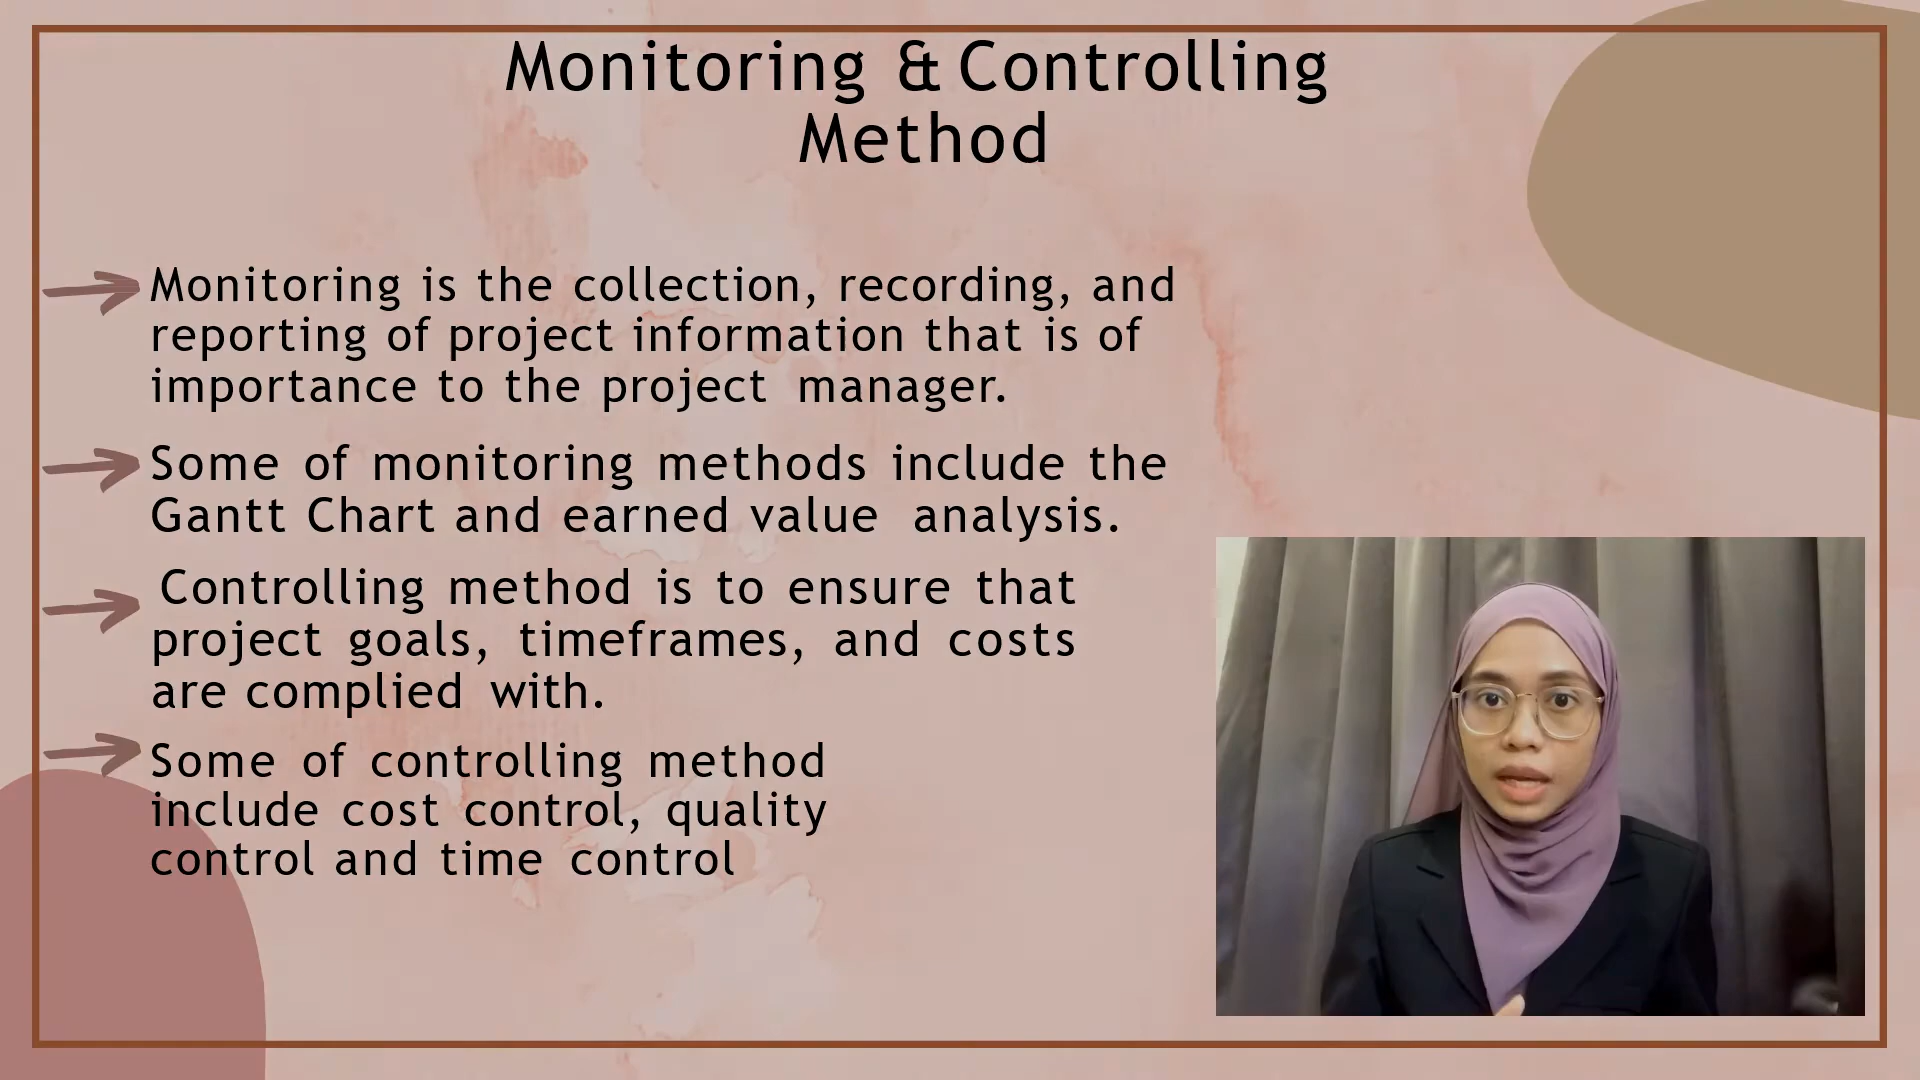 Monitoring & Controlling
Method
Monitoring is the collection, recording, and
reporting of project information that is of
importance to the project manager.
Some of monitoring methods include the
Gantt Chart and earned value analysis.
Controlling method is to ensure that
project goals, timeframes, and costs
are complied with.
Some of controlling method
include cost control, quality
control and time control